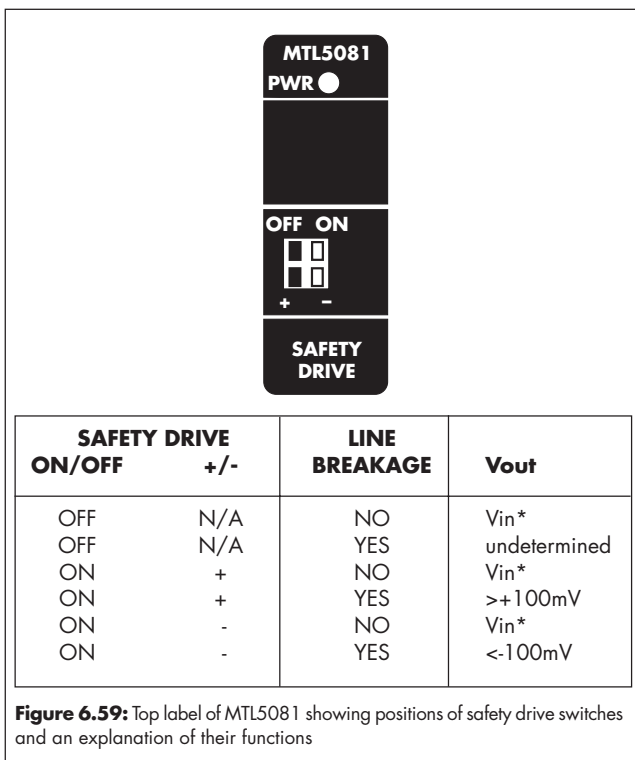 MTL5081
PWR
OFF ON
+ −
SAFETY
DRIVE
SAFETY DRIVE LINE
ON/OFF +/- BREAKAGE Vout
OFF N/A NO Vin*
OFF N/A YES undetermined
ON + NO Vin*
ON + YES >+100mV
ON - NO Vin*
ON - YES <-100mV
Figure 6.59: Top label of MTL5081 showing positions of safety drive switches
and an explanation of their functions